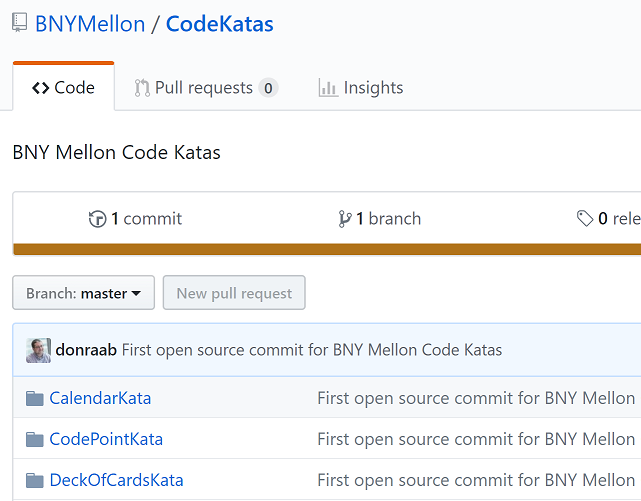 BNYMellon / CodeKatas
Code Pull requests 0 Insights
BNY Mellon Code Katas
1 commit 1 branch 0 rele
Branch: master New pull request
donraab First open source commit for BNY Mellon Code Katas
CalendarKata First open source commit for BNY Mellon
CodePointKata First open source commit for BNY Mellon
DeckOfCardsKata First open source commit for BNY Mellon